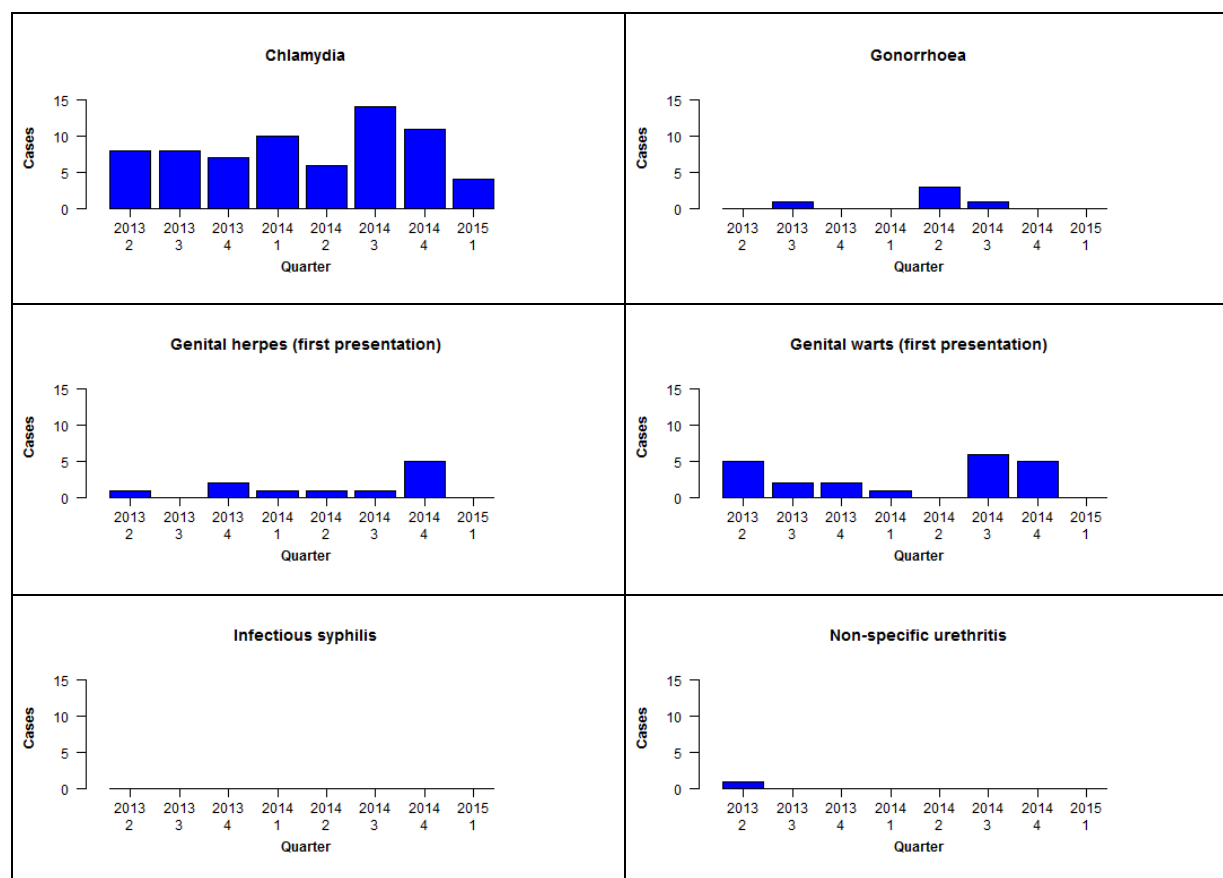 Chlamydia
Cases
15
10
5
0
2013 2013 2013 2014 2014 2014 2014 2015
2 3 4 1 2 3 4 1
Quarter
Gonorrhoea
Cases
15
10
5
0
2013 2013 2013 2014 2014 2014 2014 2015
2 3 4 1 2 3 4 1
Quarter
Genital herpes (first presentation)
Cases
15
10
5
0
2013 2013 2013 2014 2014 2014 2014 2015
2 3 4 1 2 3 4 1
Quarter
Genital warts (first presentation)
Cases
15
10
5
0
2013 2013 2013 2014 2014 2014 2014 2015
2 3 4 1 2 3 4 1
Quarter
Infectious syphilis
Cases
15
10
5
0
2013 2013 2013 2014 2014 2014 2014 2015
2 3 4 1 2 3 4 1
Quarter
Non-specific urethritis
Cases
15
10
5
0
2013 2013 2013 2014 2014 2014 2014 2015
2 3 4 1 2 3 4 1
Quarter